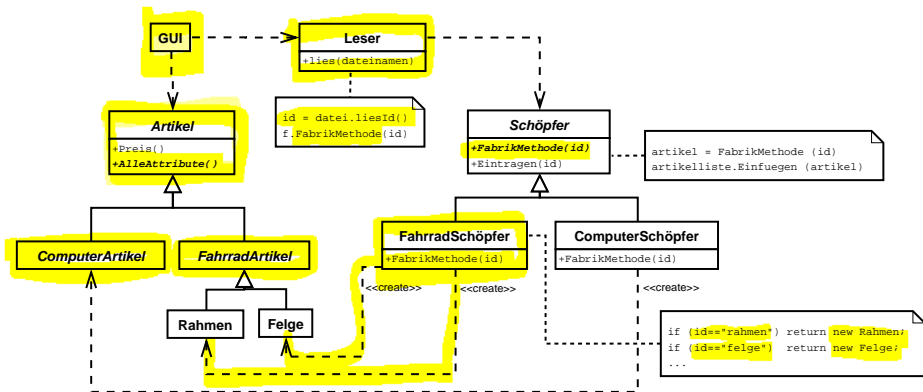 GUI
Leser
+lies(dateinamen)
id = datei.liesId()
f.FabrikMethode(id)
Artikel
+Preis()
+AlleAttribute()
Schöpfer
+FabrikMethode(id)
+Eintragen(id)
artikel = FabrikMethode (id)
artikelliste.Einfuegen (artikel)
ComputerArtikel
FahrradArtikel
FahrradSchöpfer
+FabrikMethode(id)
ComputerSchöpfer
+FabrikMethode(id)
<<create>>
<<create>>
<<create>>
Rahmen
Felge
if (id=="rahmen") return new Rahmen;
if (id=="felge") return new Felge;
...